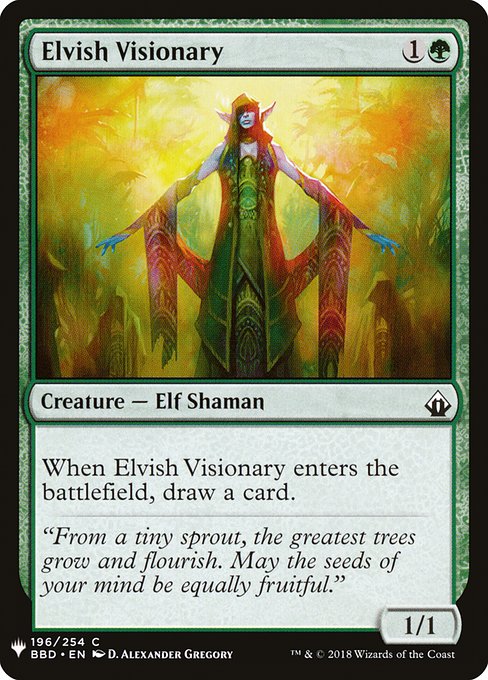 Elvish Visionary 1
Creature — Elf Shaman
When Elvish Visionary enters the
battlefield, draw a card.
“From a tiny sprout, the greatest trees
grow and flourish. May the seeds of
your mind be equally fruitful.”
1/1
196/254 C
BBD • EN D. Alexander Gregory
™ & © 2018 Wizards of the Coast